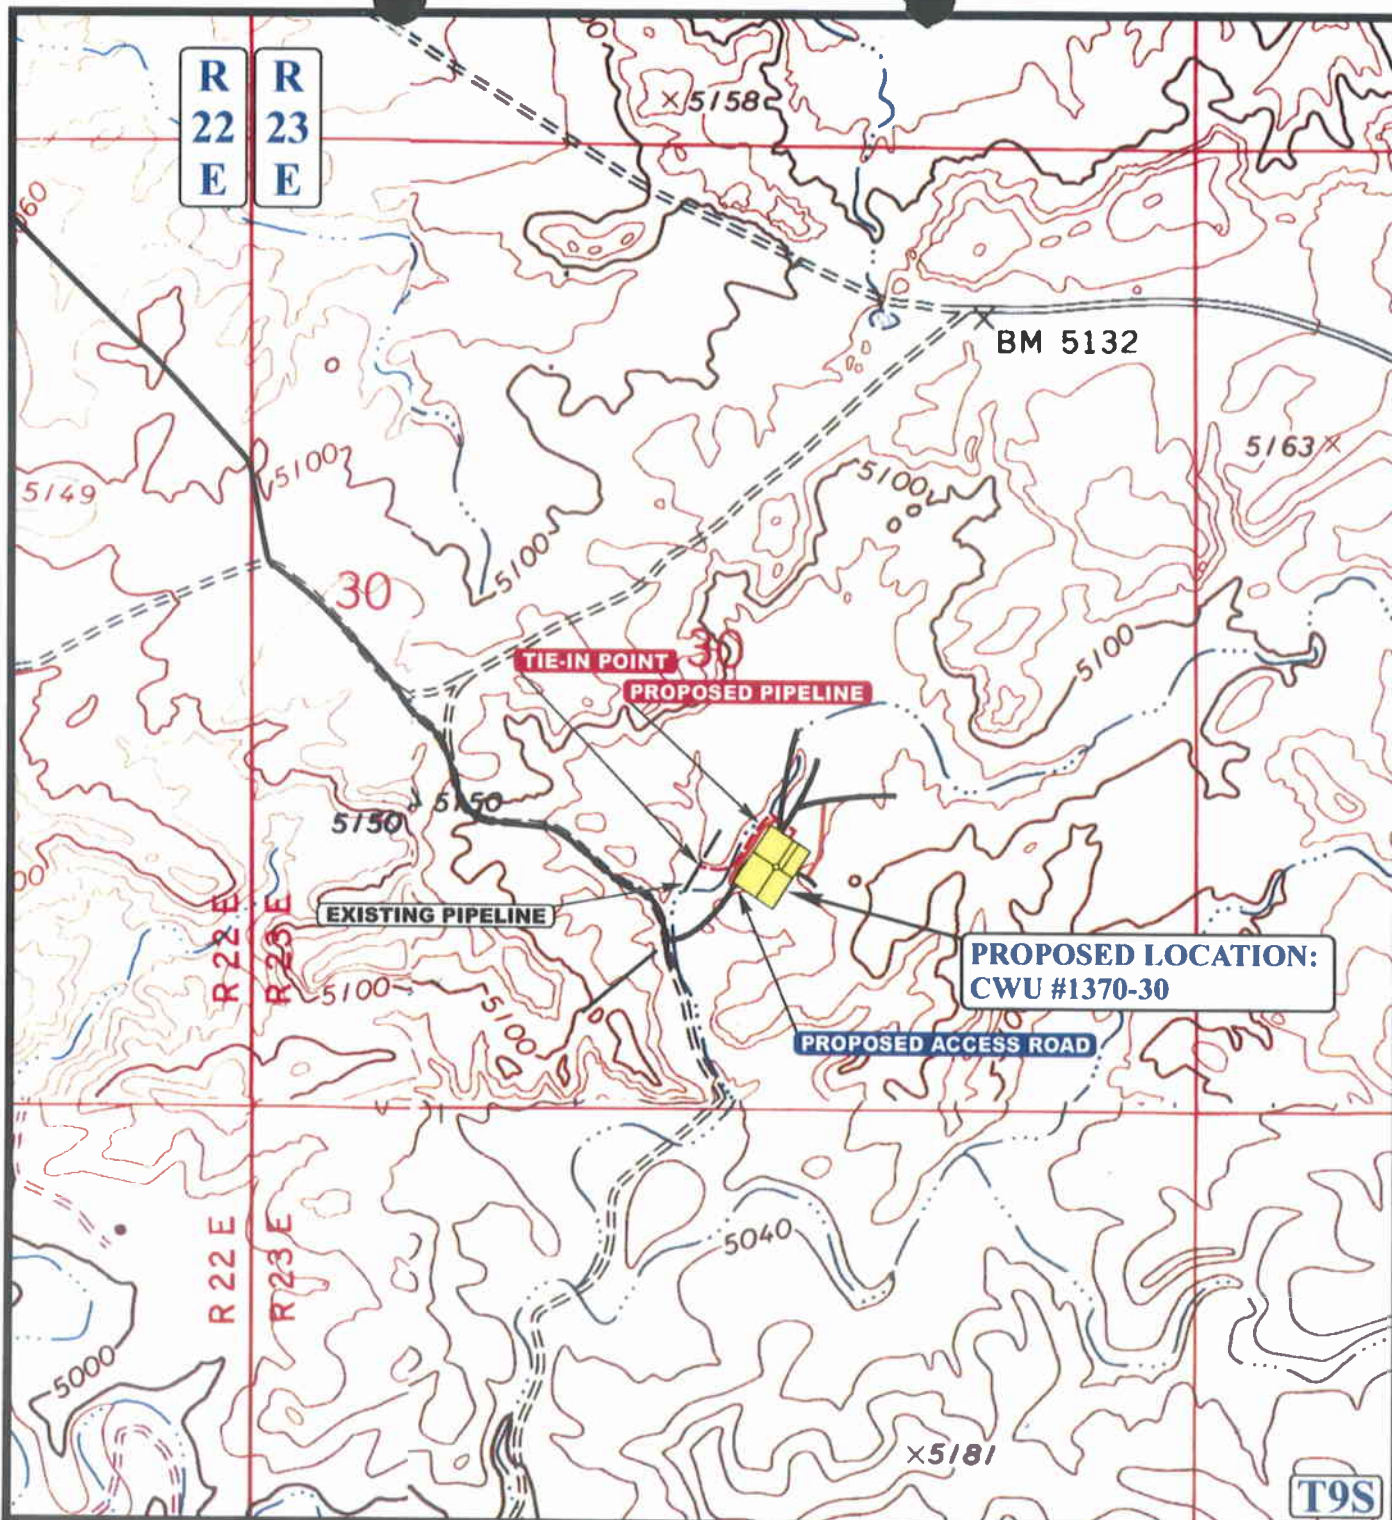 R R
22 23
E E
×5158
BM 5132
5163×
5149
5100
5100
5100
30
30
TIE-IN POINT
PROPOSED PIPELINE
5100
5150
5150
R22E
R23E
EXISTING PIPELINE
PROPOSED LOCATION:
CWU #1370-30
5100
5100
PROPOSED ACCESS ROAD
R22E
R23E
5040
5000
×5181
T9S